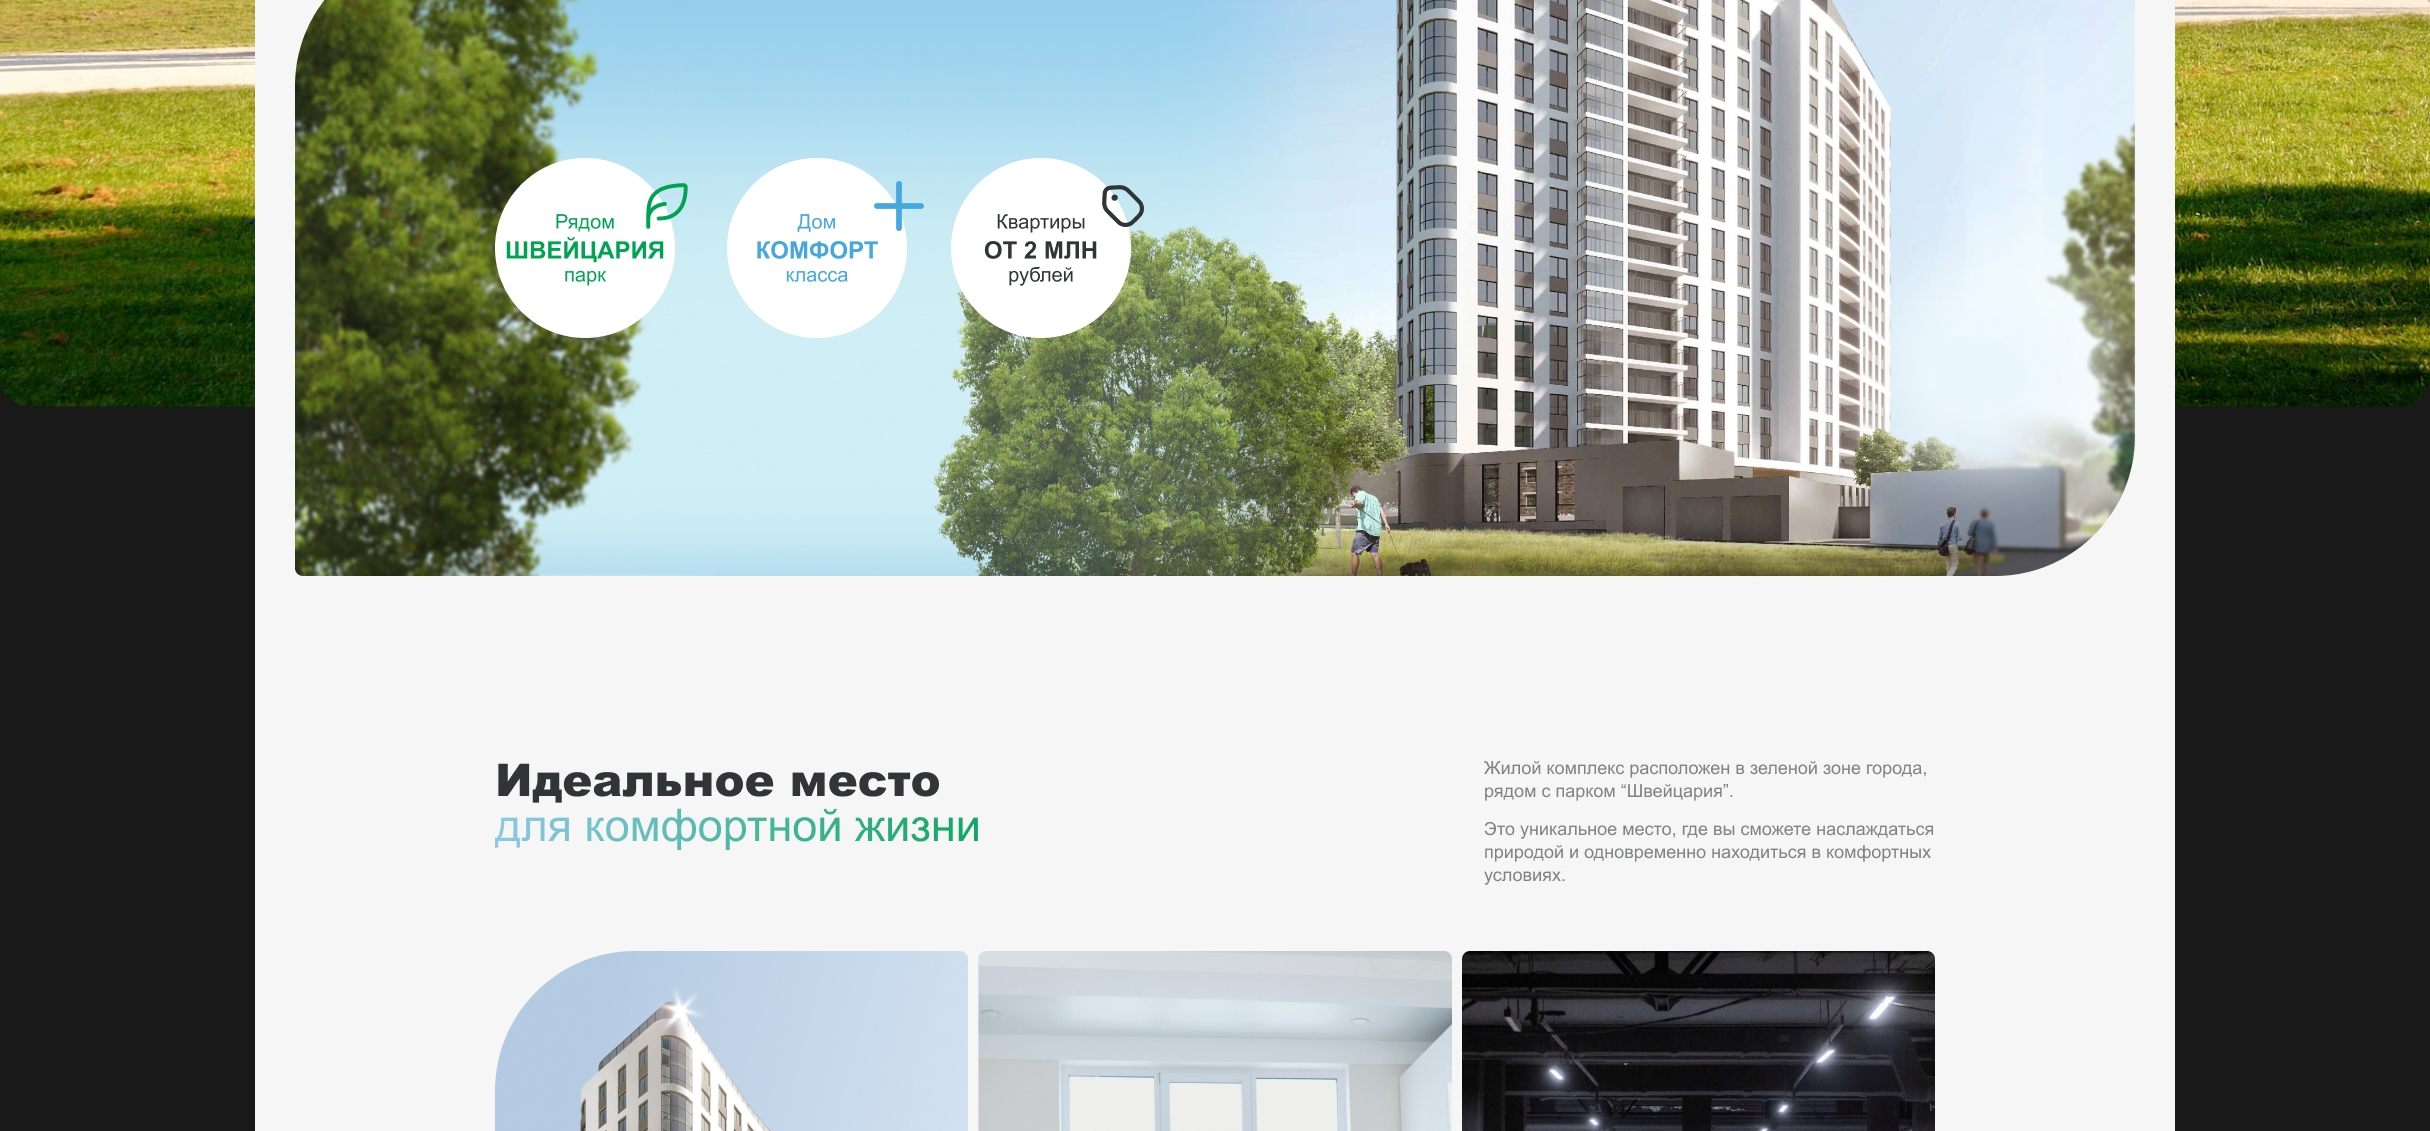 Рядом
ШВЕЙЦАРИЯ
парк
Дом
КОМФОРТ
класса
Квартиры
ОТ 2 МЛН
рублей
Идеальное место
для комфортной жизни
Жилой комплекс расположен в зеленой зоне города,
рядом с парком “Швейцария”.
Это уникальное место, где вы сможете наслаждаться
природой и одновременно находиться в комфортных
условиях.